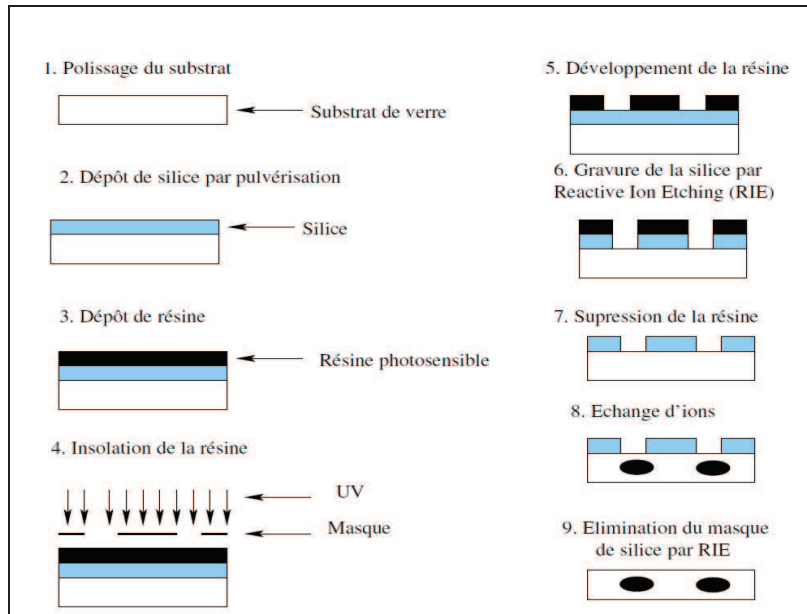 1. Polissage du substrat
Substrat de verre
2. Dépôt de silice par pulvérisation
Silice
3. Dépôt de résine
Résine photosensible
4. Insolation de la résine
UV
Masque
5. Développement de la résine
6. Gravure de la silice par
Reactive Ion Etching (RIE)
7. Supression de la résine
8. Echange d'ions
9. Elimination du masque
de silice par RIE